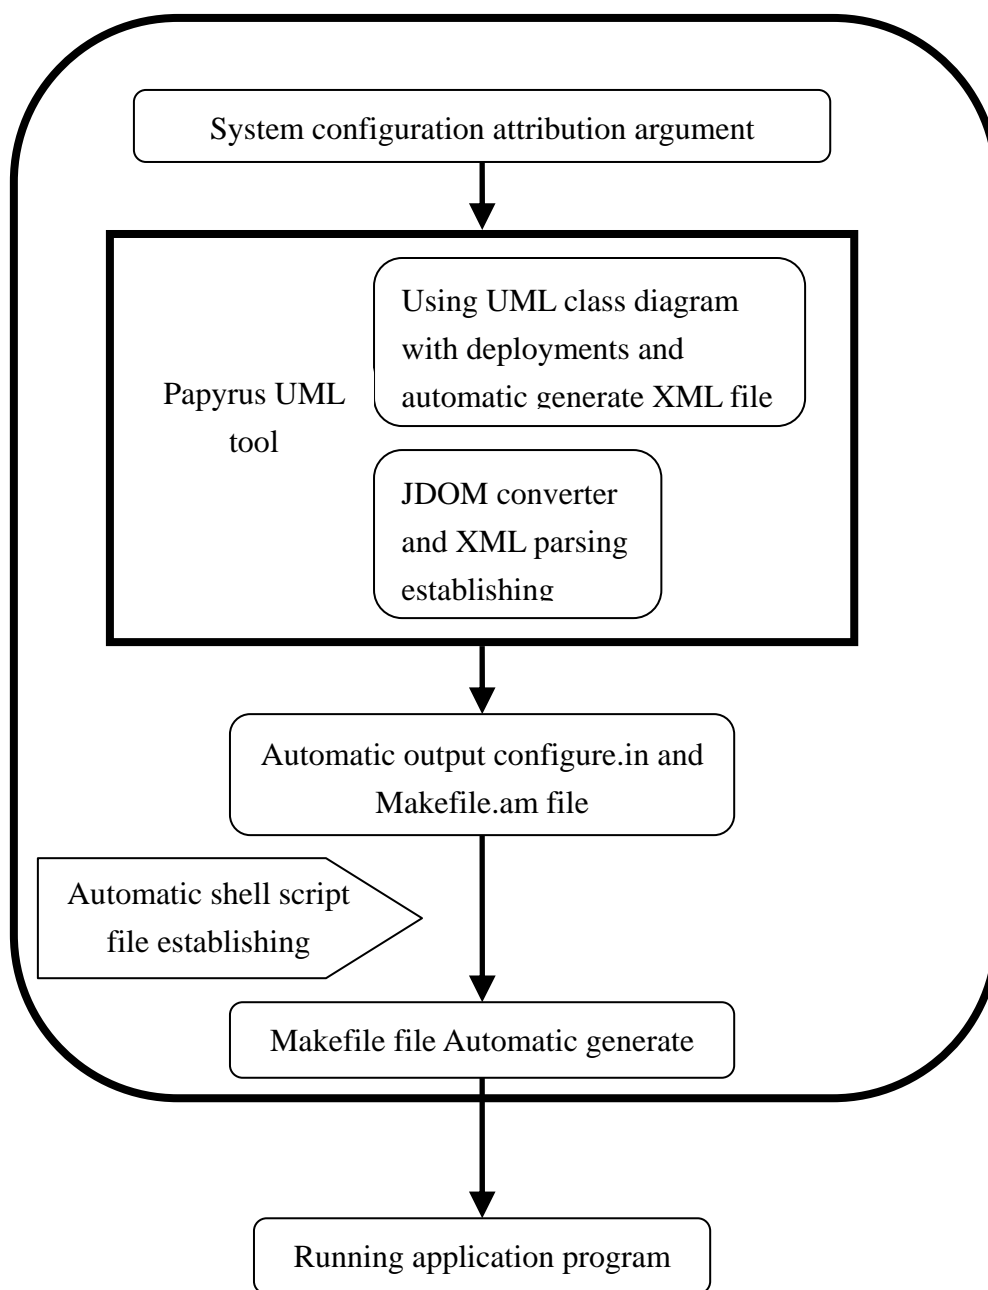 System configuration attribution argument
Using UML class diagram
with deployments and
automatic generate XML file
Papyrus UML
tool
JDOM converter
and XML parsing
establishing
Automatic output configure.in and
Makefile.am file
Automatic shell script
file establishing
Makefile file Automatic generate
Running application program